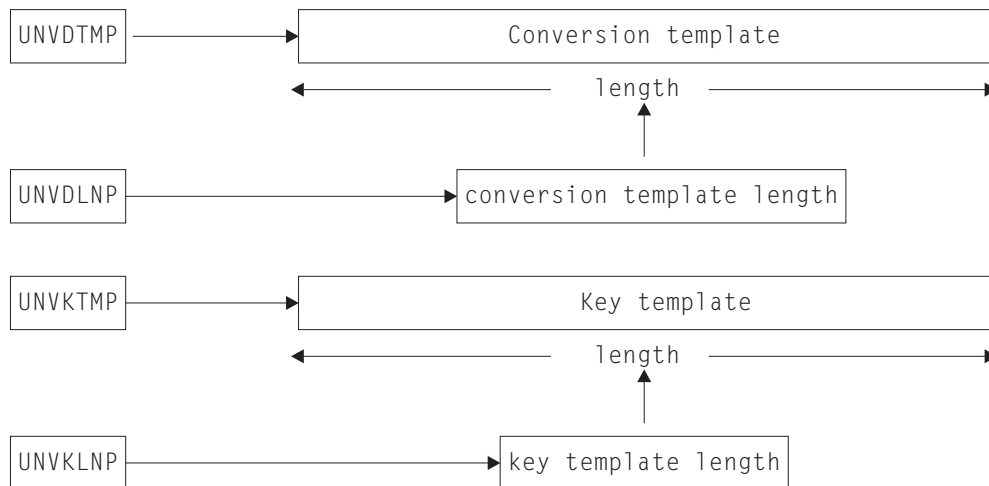 UNVDTMP Conversion template
length
UNVDLNP conversion template length
UNVKTMP Key template
length
UNVKLNP key template length